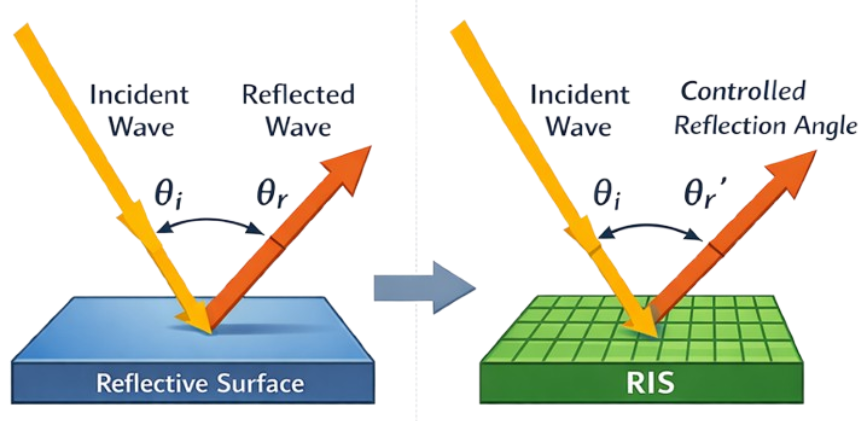 Incident
Wave
Reflected
Wave
θi
θr
Reflective Surface
Incident
Wave
Controlled
Reflection Angle
θi
θr’
RIS